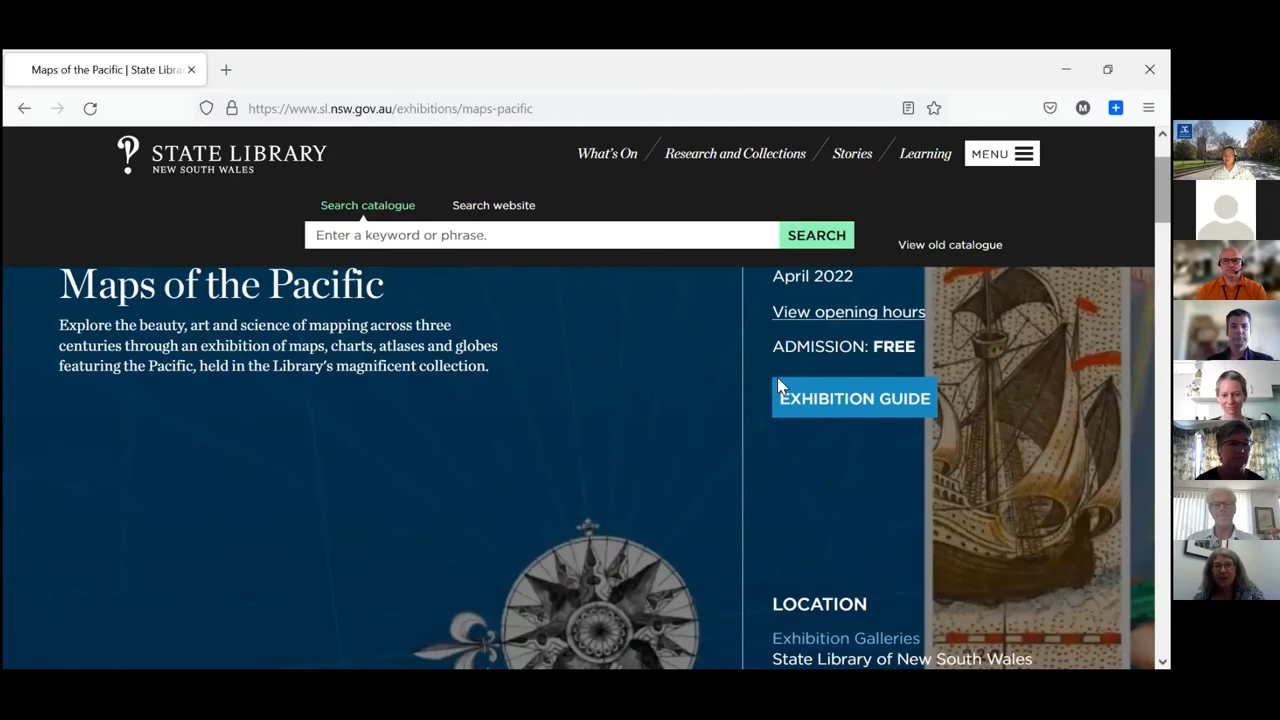 Maps of the Pacific | State Libra
https://www.sl.nsw.gov.au/exhibitions/maps-pacific
M
STATE LIBRARY
NEW SOUTH WALES
What's On
Research and Collections
Stories
Learning
MENU
Search catalogue
Search website
Enter a keyword or phrase.
SEARCH
View old catalogue
Maps of the Pacific
Explore the beauty, art and science of mapping across three
centuries through an exhibition of maps, charts, atlases and globes
featuring the Pacific, held in the Library's magnificent collection.
April 2022
View opening hours
ADMISSION: FREE
EXHIBITION GUIDE
LOCATION
Exhibition Galleries
State Library of New South Wales